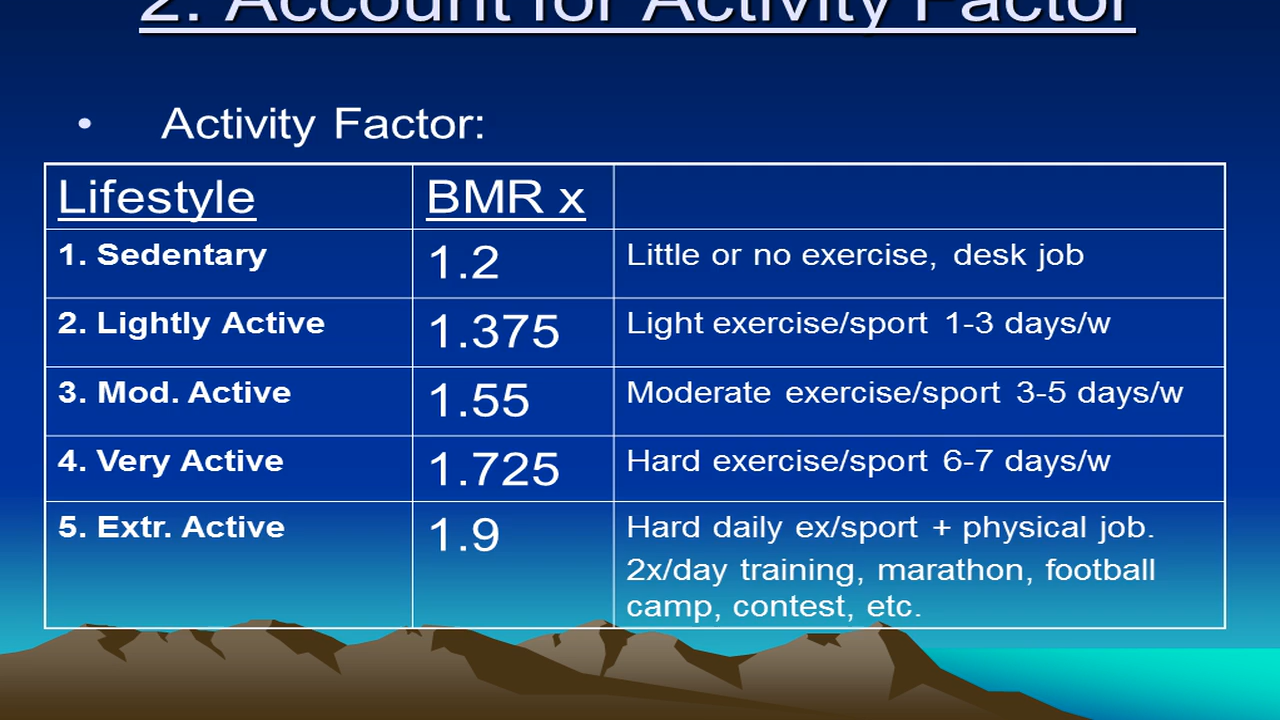 2. Account for Activity Factor
• Activity Factor:
Lifestyle BMR x
1. Sedentary 1.2 Little or no exercise, desk job
2. Lightly Active 1.375 Light exercise/sport 1-3 days/w
3. Mod. Active 1.55 Moderate exercise/sport 3-5 days/w
4. Very Active 1.725 Hard exercise/sport 6-7 days/w
5. Extr. Active 1.9 Hard daily ex/sport + physical job.
2x/day training, marathon, football
camp, contest, etc.